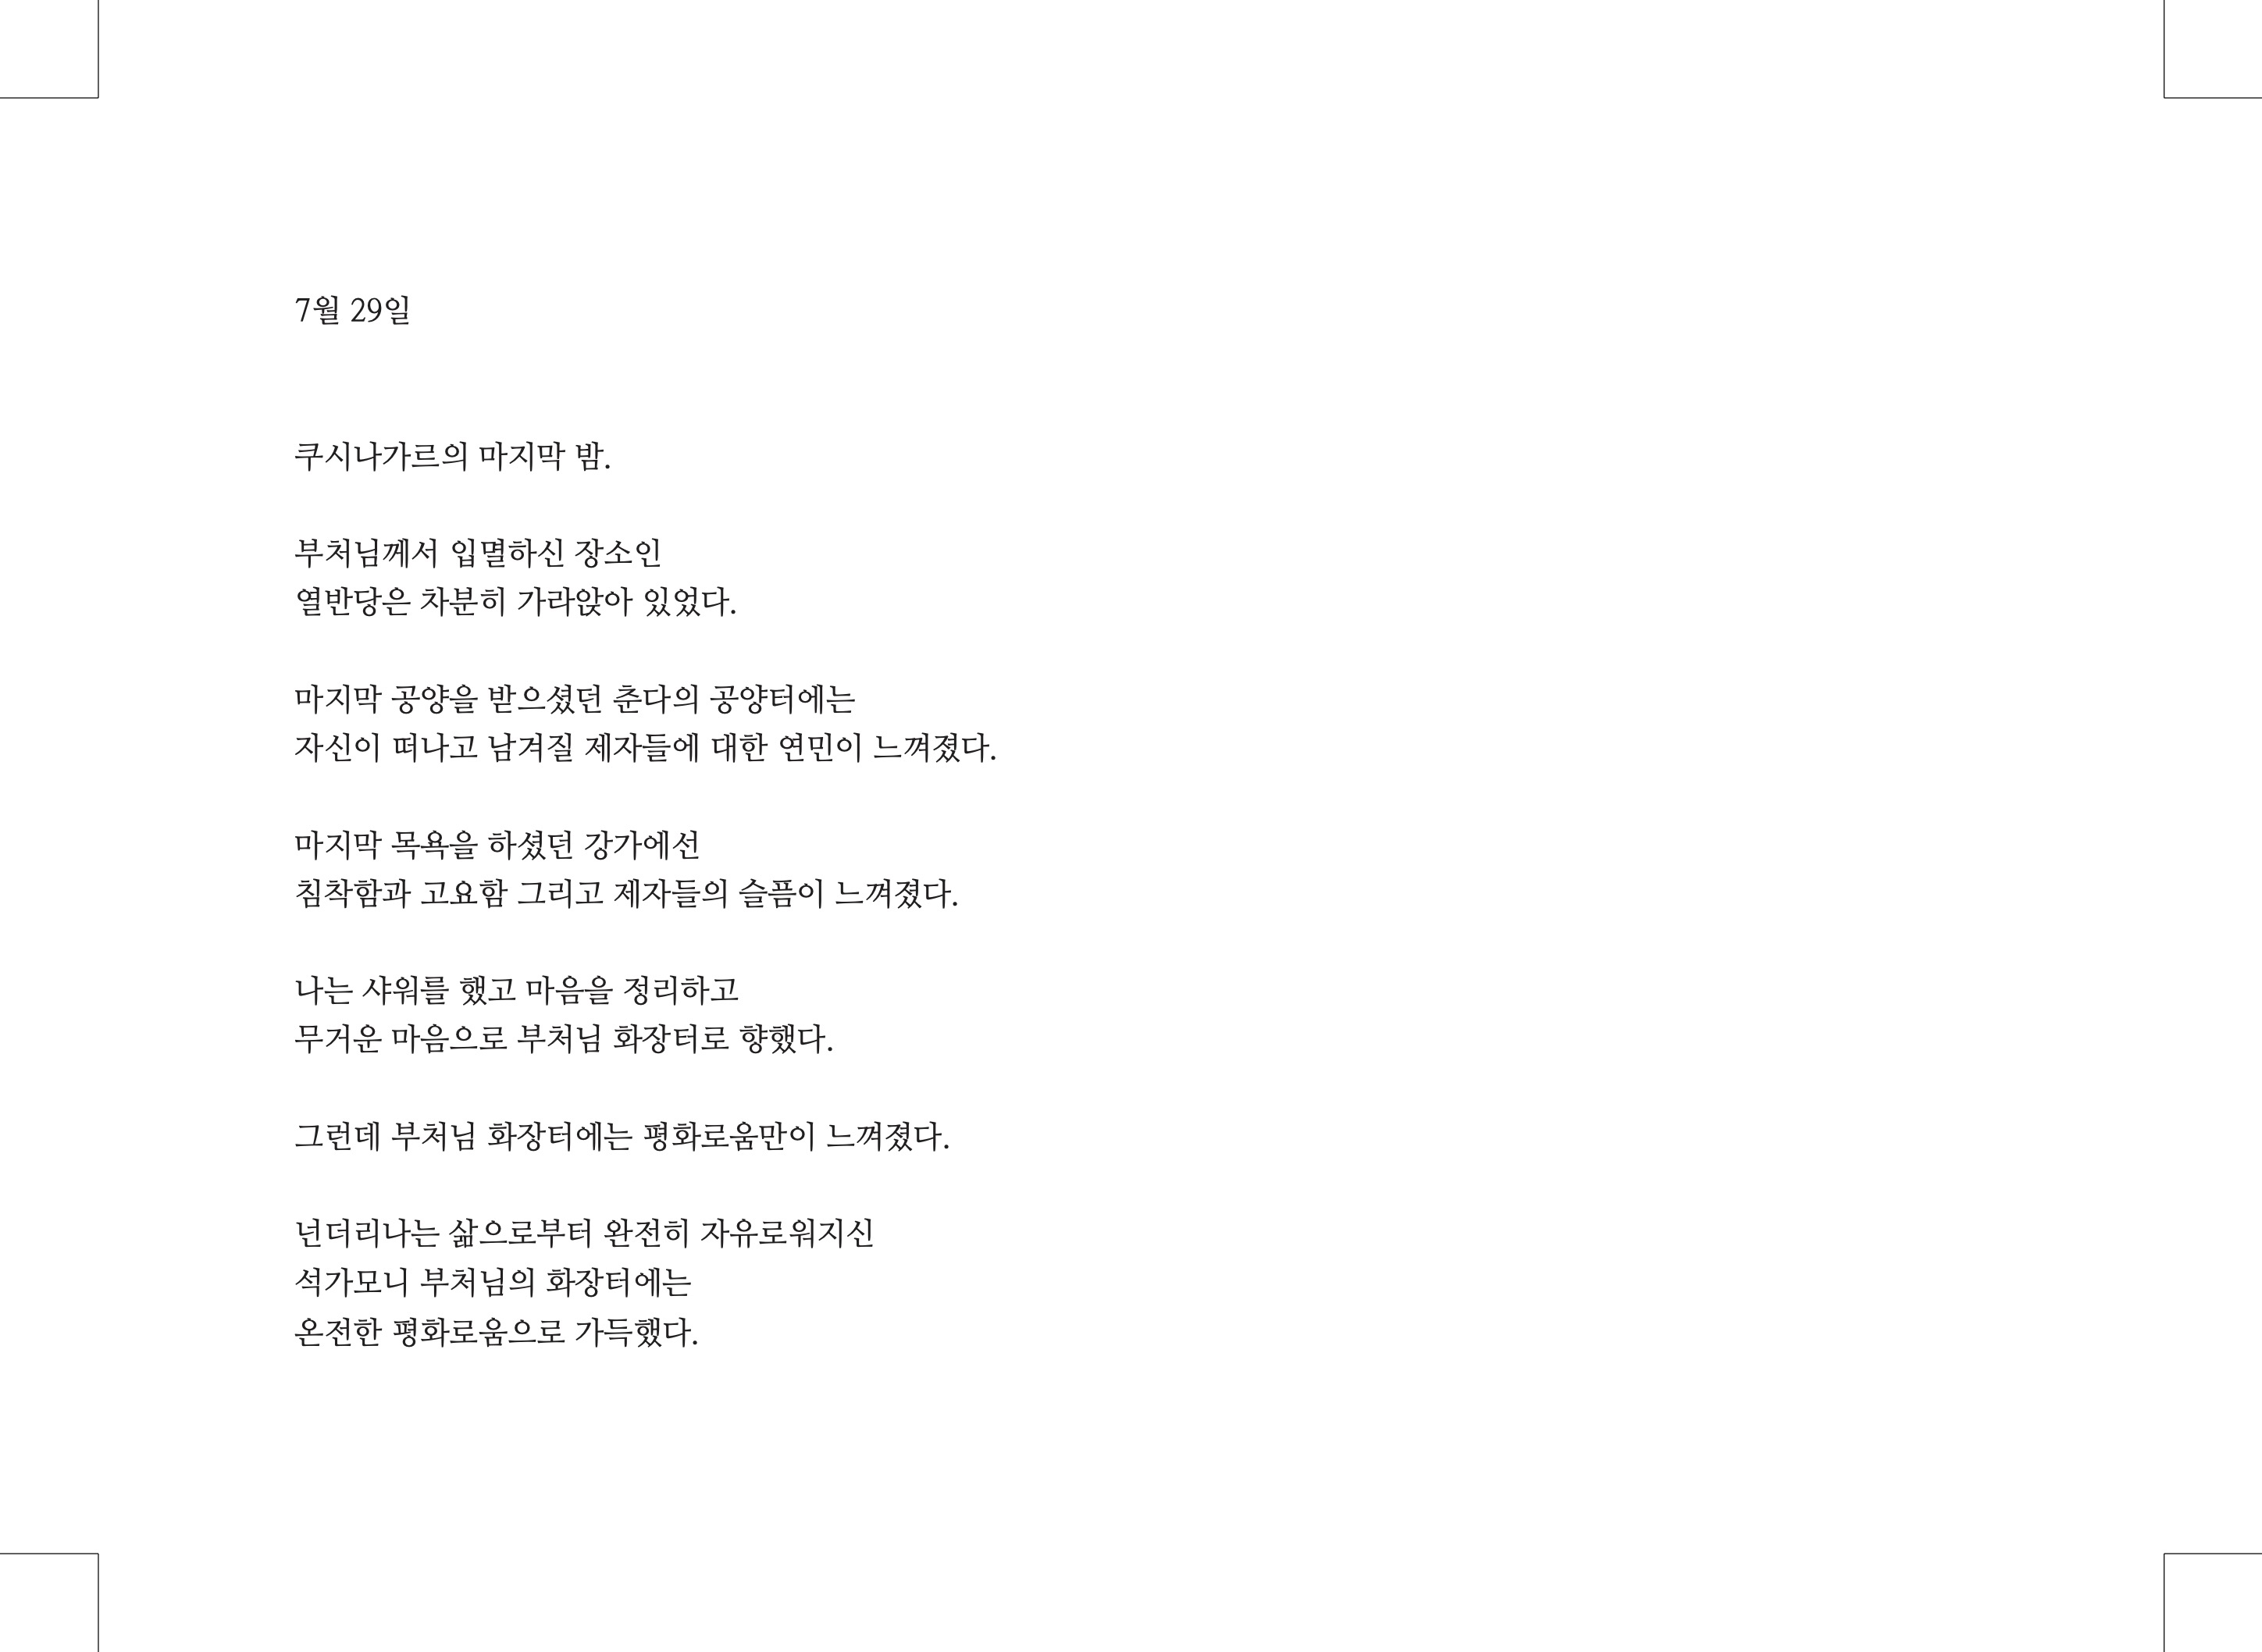 7월 29일
쿠시나가르의 마지막 밤.
부처님께서 입멸하신 장소인
열반당은 차분히 가라앉아 있었다.
마지막 공양을 받으셨던 춘다의 공양터에는
자신이 떠나고 남겨질 제자들에 대한 연민이 느껴졌다.
마지막 목욕을 하셨던 강가에선
침착함과 고요함 그리고 제자들의 슬픔이 느껴졌다.
나는 샤워를 했고 마음을 정리하고
무거운 마음으로 부처님 화장터로 향했다.
그런데 부처님 화장터에는 평화로움만이 느껴졌다.
넌더리나는 삶으로부터 완전히 자유로워지신
석가모니 부처님의 화장터에는
온전한 평화로움으로 가득했다.